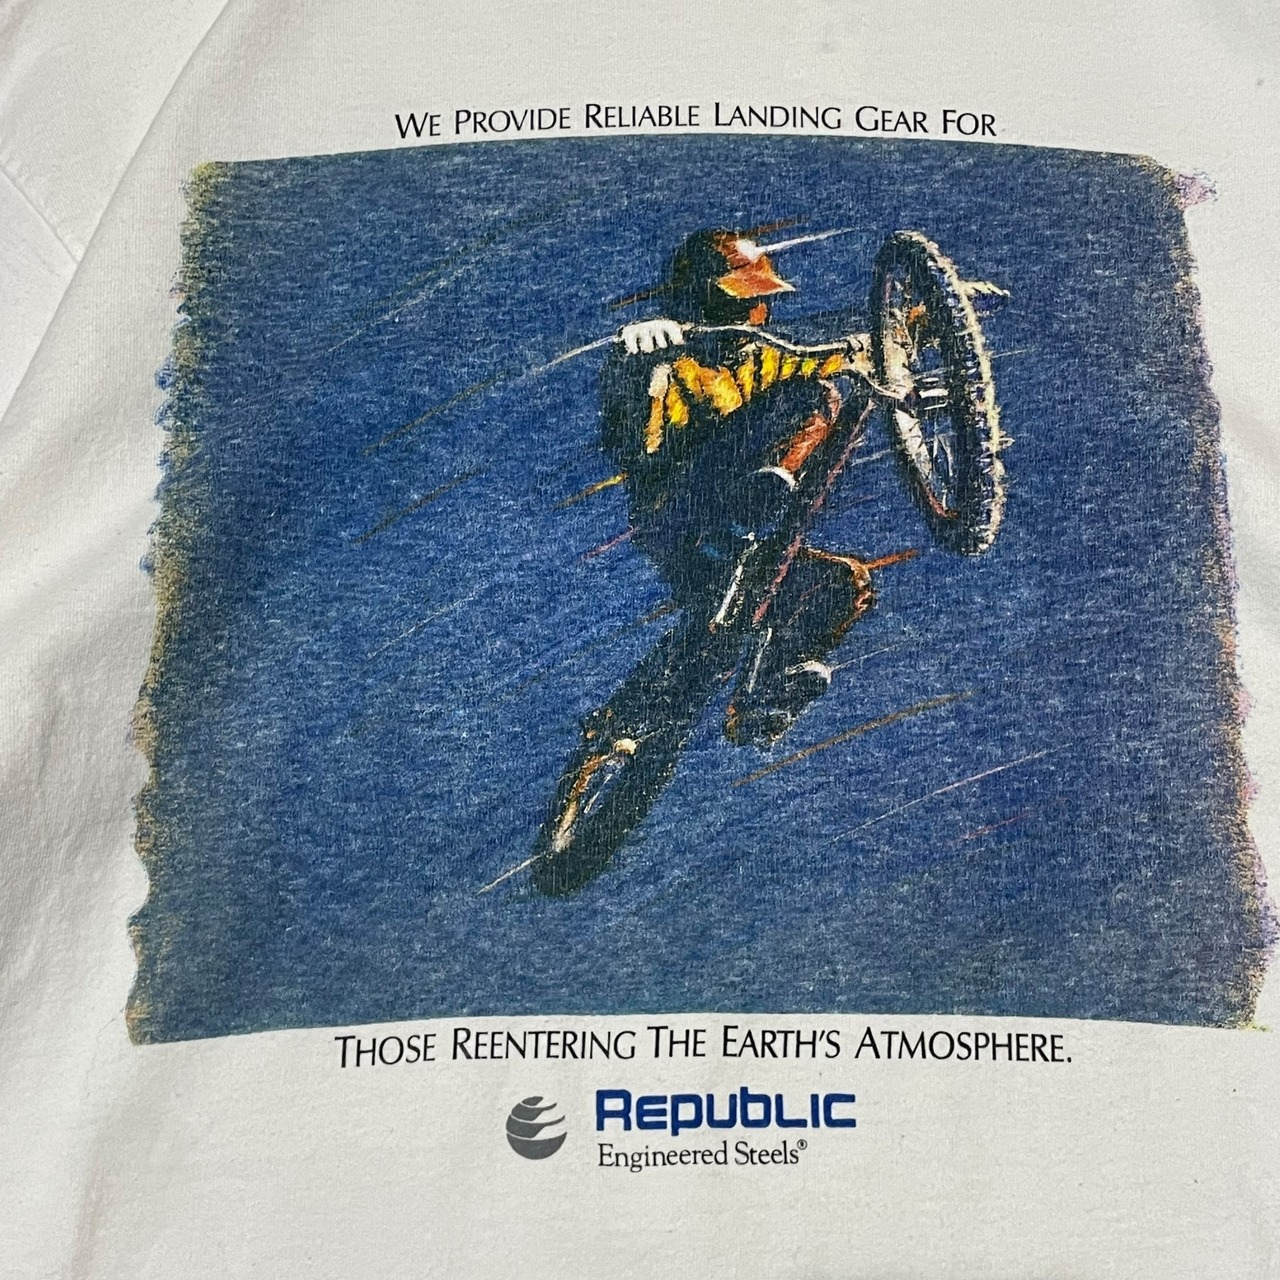 We Provide Reliable Landing Gear For
Those Reentering The Earth's Atmosphere.
Republic
Engineered Steels®